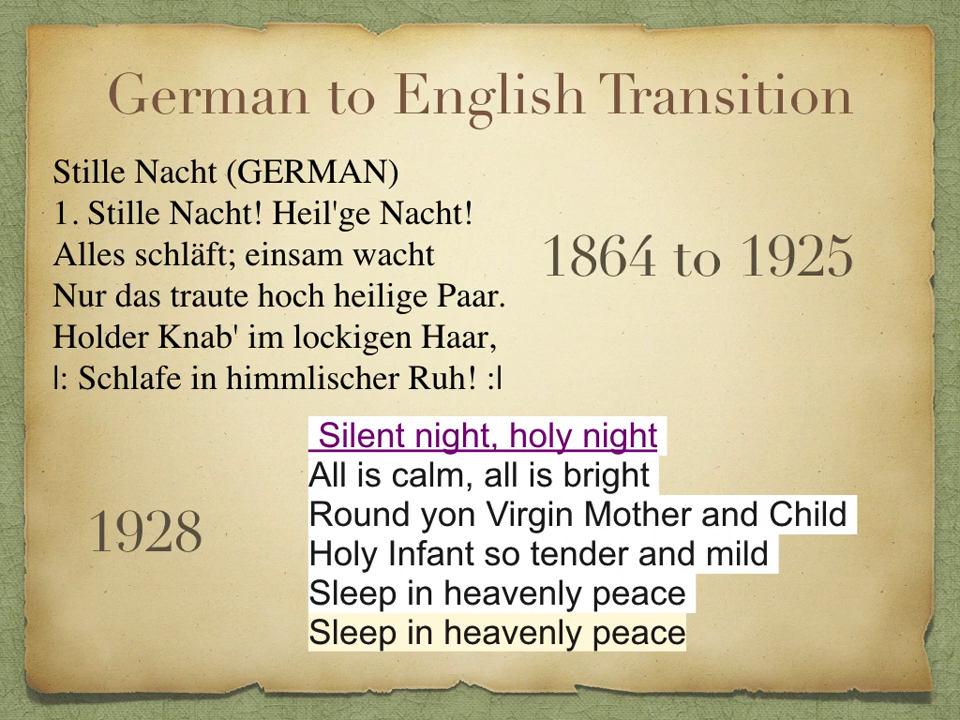 German to English Transition
Stille Nacht (GERMAN)
1. Stille Nacht! Heil'ge Nacht!
Alles schläft; einsam wacht
Nur das traute hoch heilige Paar.
Holder Knab' im lockigen Haar,
|: Schlafe in himmlischer Ruh! :|
1864 to 1925
Silent night, holy night
All is calm, all is bright
Round yon Virgin Mother and Child
Holy Infant so tender and mild
Sleep in heavenly peace
Sleep in heavenly peace
1928